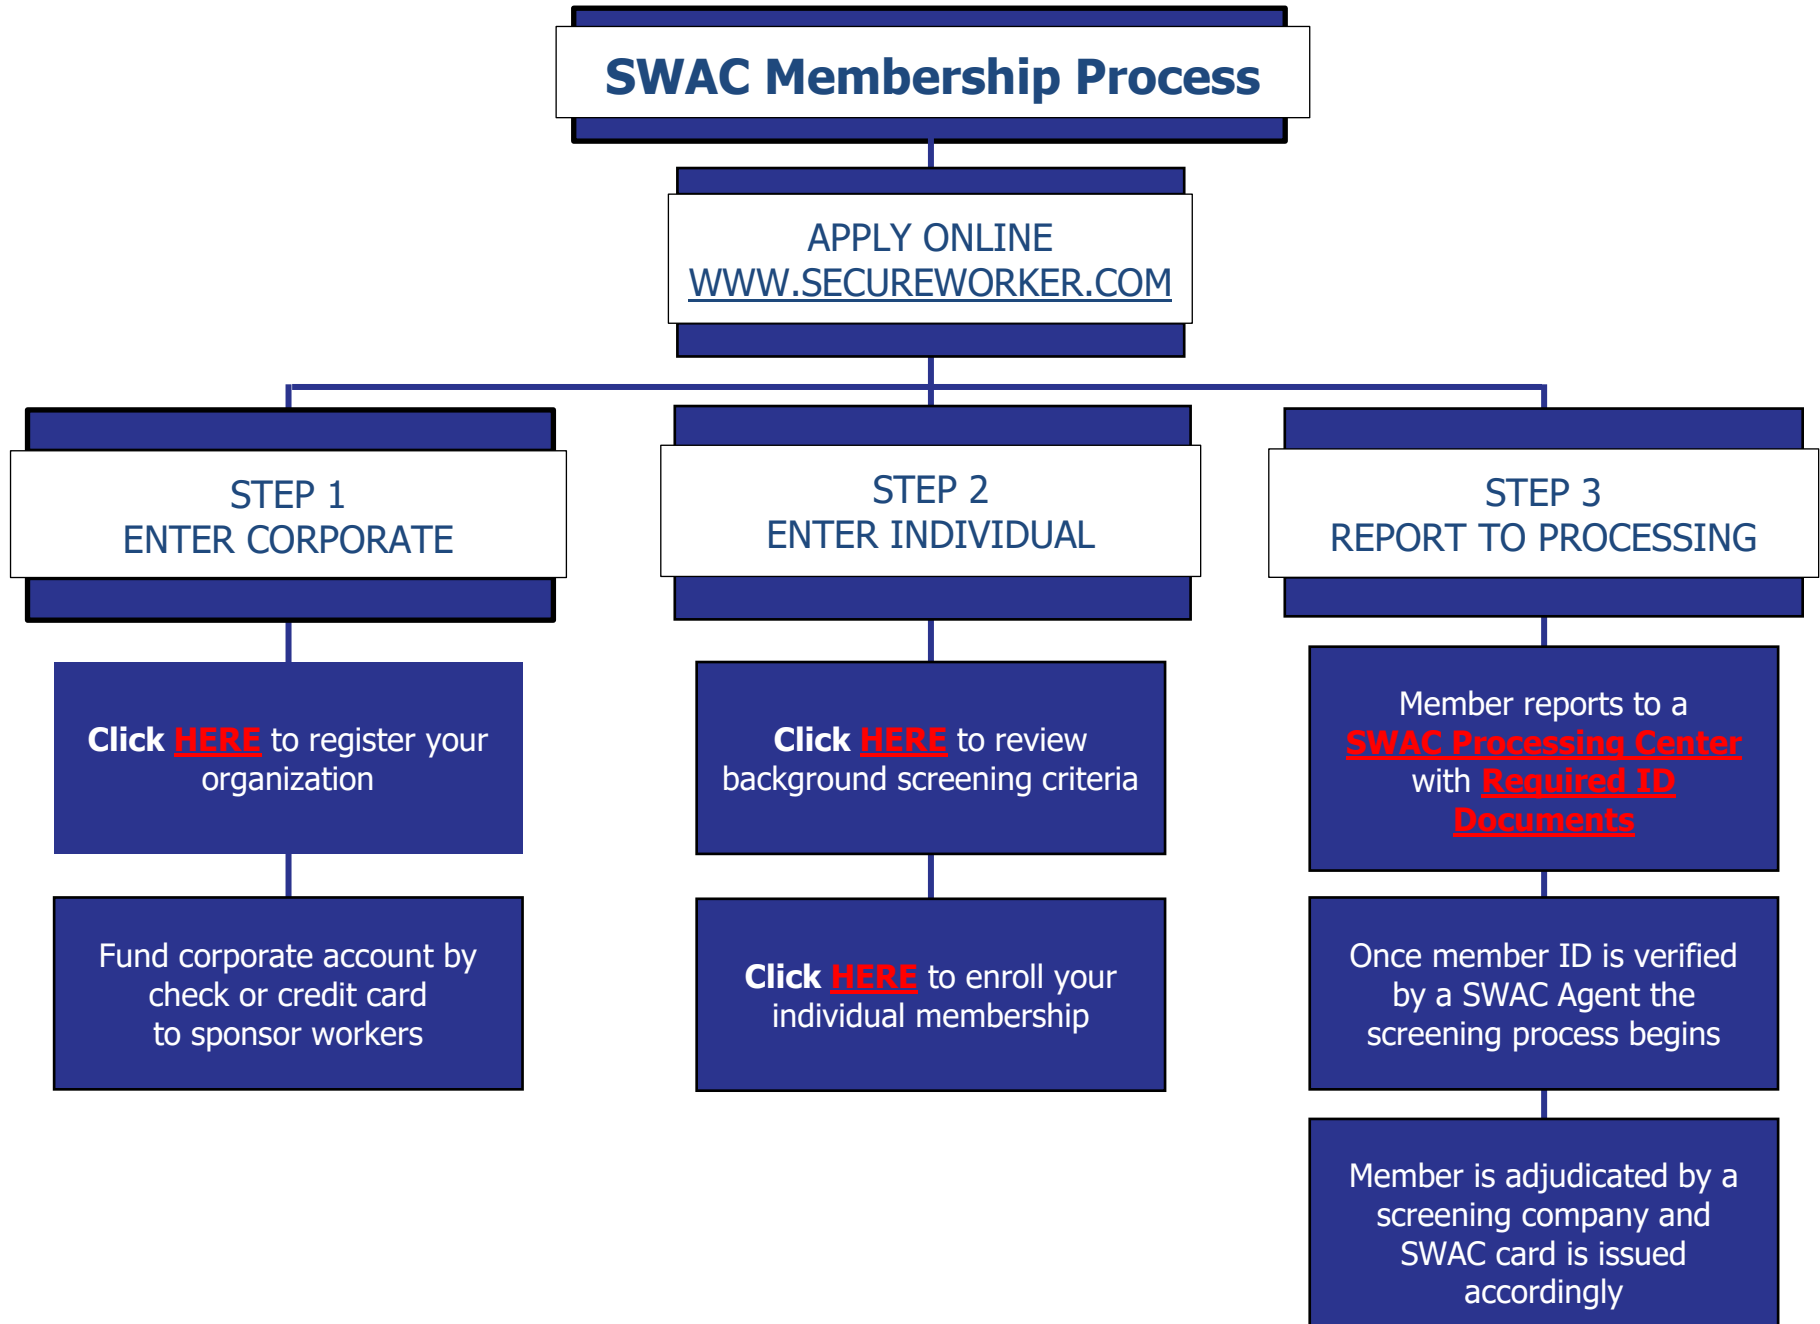 SWAC Membership Process
APPLY ONLINE
WWW.SECUREWORKER.COM
STEP 1
ENTER CORPORATE
Click HERE to register your
organization
Fund corporate account by
check or credit card
to sponsor workers
STEP 2
ENTER INDIVIDUAL
Click HERE to review
background screening criteria
Click HERE to enroll your
individual membership
STEP 3
REPORT TO PROCESSING
Member reports to a
SWAC Processing Center
with Required ID
Documents
Once member ID is verified
by a SWAC Agent the
screening process begins
Member is adjudicated by a
screening company and
SWAC card is issued
accordingly